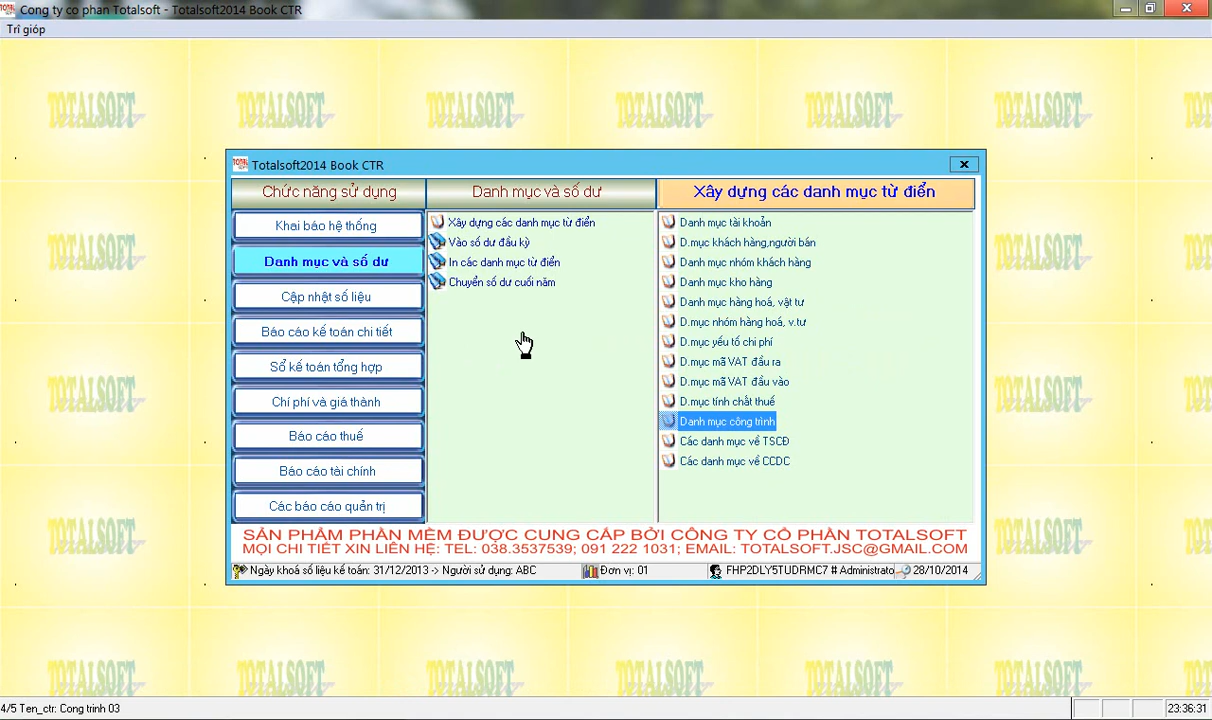 Cong ty co phan Totalsoft - Totalsoft2014 Book CTR
Trî gióp
Totalsoft2014 Book CTR
Chức năng sử dụng
Danh mục và số dư
Xây dựng các danh mục từ điển
Khai báo hệ thống
Danh mục và số dư
Cập nhật số liệu
Báo cáo kế toán chi tiết
Sổ kế toán tổng hợp
Chi phí và giá thành
Báo cáo thuế
Báo cáo tài chính
Các báo cáo quản trị
Xây dựng các danh mục từ điển
Vào số dư đầu kỳ
In các danh mục từ điển
Chuyển số dư cuối năm
Danh mục tài khoản
D.mục khách hàng,người bán
Danh mục nhóm khách hàng
Danh mục kho hàng
Danh mục hàng hoá, vật tư
D.mục nhóm hàng hoá, v.tư
D.mục yếu tố chi phí
D.mục mã VAT đầu ra
D.mục mã VAT đầu vào
D.mục tính chất thuế
Danh mục công trình
Các danh mục về TSCĐ
Các danh mục về CCDC
SẢN PHẨM PHẦN MỀM ĐƯỢC CUNG CẤP BỞI CÔNG TY CỔ PHẦN TOTALSOFT
MỌI CHI TIẾT XIN LIÊN HỆ: TEL: 038.3537539; 091 222 1031; EMAIL: TOTALSOFT.JSC@GMAIL.COM
Ngày khoá số liệu kế toán: 31/12/2013 -> Người sử dụng: ABC
Đơn vị: 01
FHP2DLY5TUDRMC7 # Administrato
28/10/2014
4/5 Ten_ctr: Cong trinh 03
23:36:31